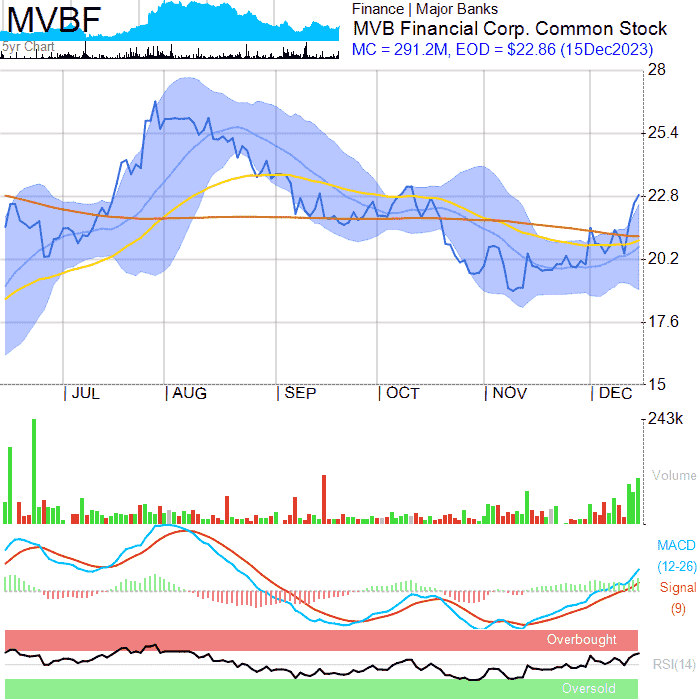 MVBF
5yr Chart
Finance | Major Banks
MVB Financial Corp. Common Stock
MC = 291.2M, EOD = $22.86 (15Dec2023)
28
25.4
22.8
20.2
17.6
15
JUL
AUG
SEP
OCT
NOV
DEC
243k
Volume
MACD
(12-26)
Signal
(9)
Overbought
RSI(14)
Oversold